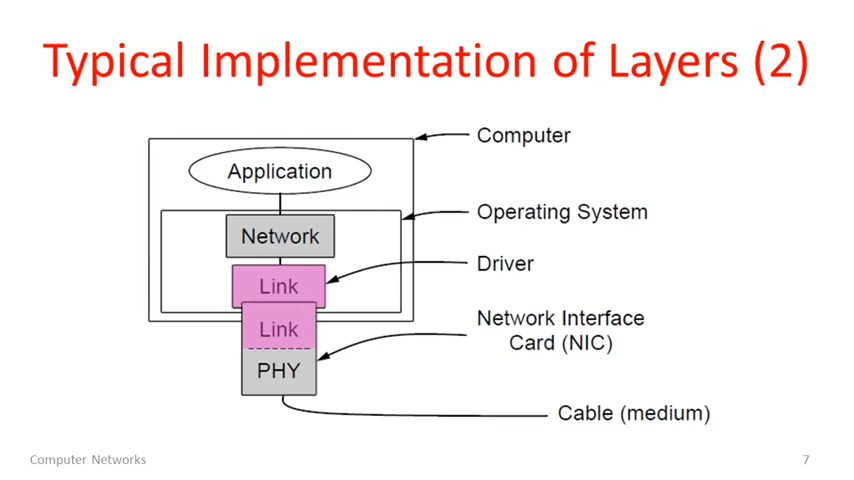 Typical Implementation of Layers (2)
Computer
Application
Operating System
Network
Driver
Link
Network Interface
Card (NIC)
Link
PHY
Cable (medium)
Computer Networks
7